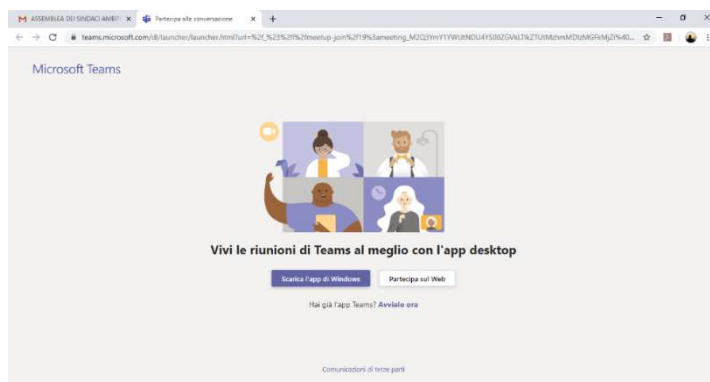 ASSEMBLEA DEI SINDACI AMBIT
Partecipa alla conversazione
Microsoft Teams
Vivi le riunioni di Teams al meglio con l'app desktop
Scarica l'app di Windows
Partecipa sul Web
Hai già l'app Teams? Avviale ora
Comunicazioni di terze parti